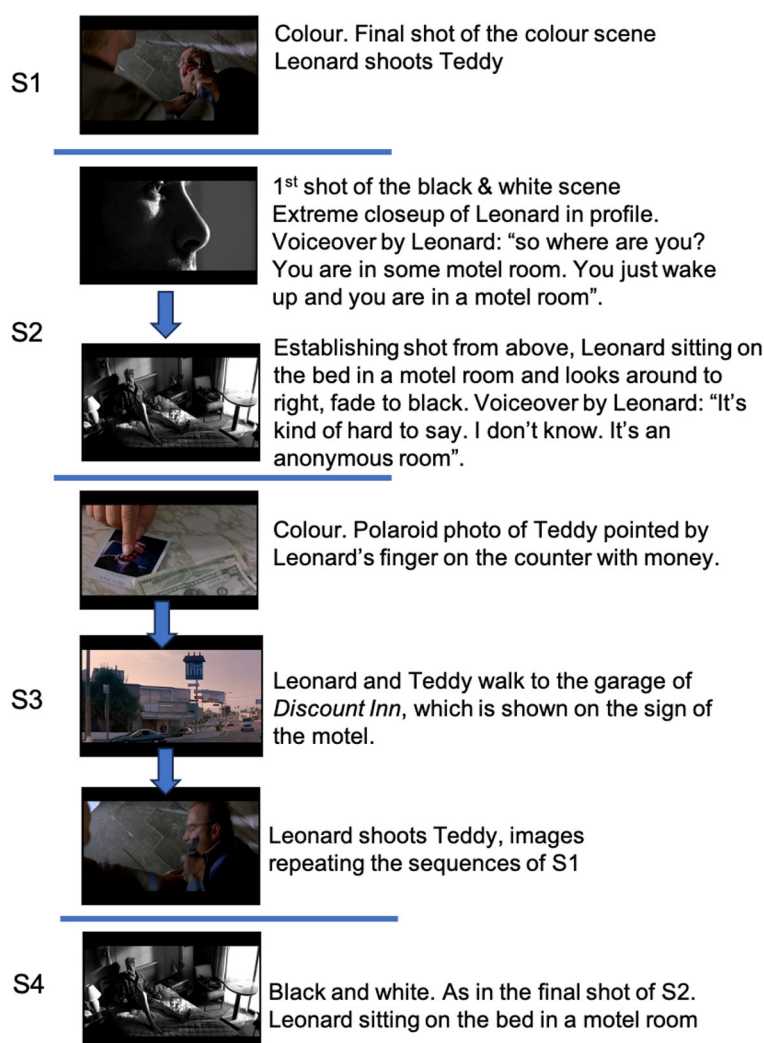 Colour. Final shot of the colour scene
Leonard shoots Teddy
S1
1st shot of the black & white scene
Extreme closeup of Leonard in profile.
Voiceover by Leonard: “so where are you?
You are in some motel room. You just wake
up and you are in a motel room”.
S2
Establishing shot from above, Leonard sitting on
the bed in a motel room and looks around to
right, fade to black. Voiceover by Leonard: “It’s
kind of hard to say. I don’t know. It’s an
anonymous room”.
Colour. Polaroid photo of Teddy pointed by
Leonard’s finger on the counter with money.
S3
Leonard and Teddy walk to the garage of
Discount Inn, which is shown on the sign of
the motel.
Inn
Leonard shoots Teddy, images
repeating the sequences of S1
S4
Black and white. As in the final shot of S2.
Leonard sitting on the bed in a motel room